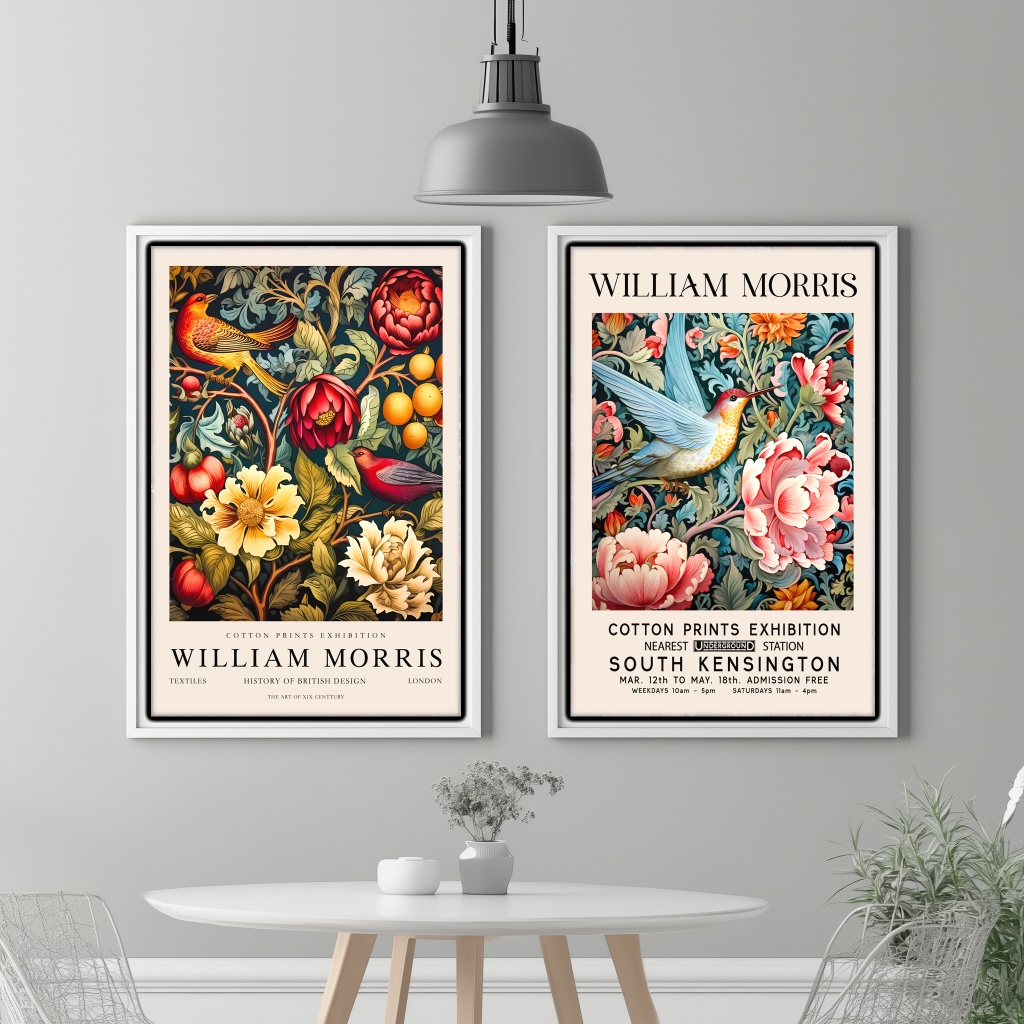 COTTON PRINTS EXHIBITION
WILLIAM MORRIS
TEXTILES HISTORY OF BRITISH DESIGN LONDON
THE ART OF XIX CENTTURY
WILLIAM MORRIS
COTTON PRINTS EXHIBITION
NEAREST UNDERGROUND STATION
SOUTH KENSINGTON
MAR. 12th TO MAY. 18th. ADMISSION FREE
WEEKDAYS 10am - 5pm SATURDAYS 11am - 4pm